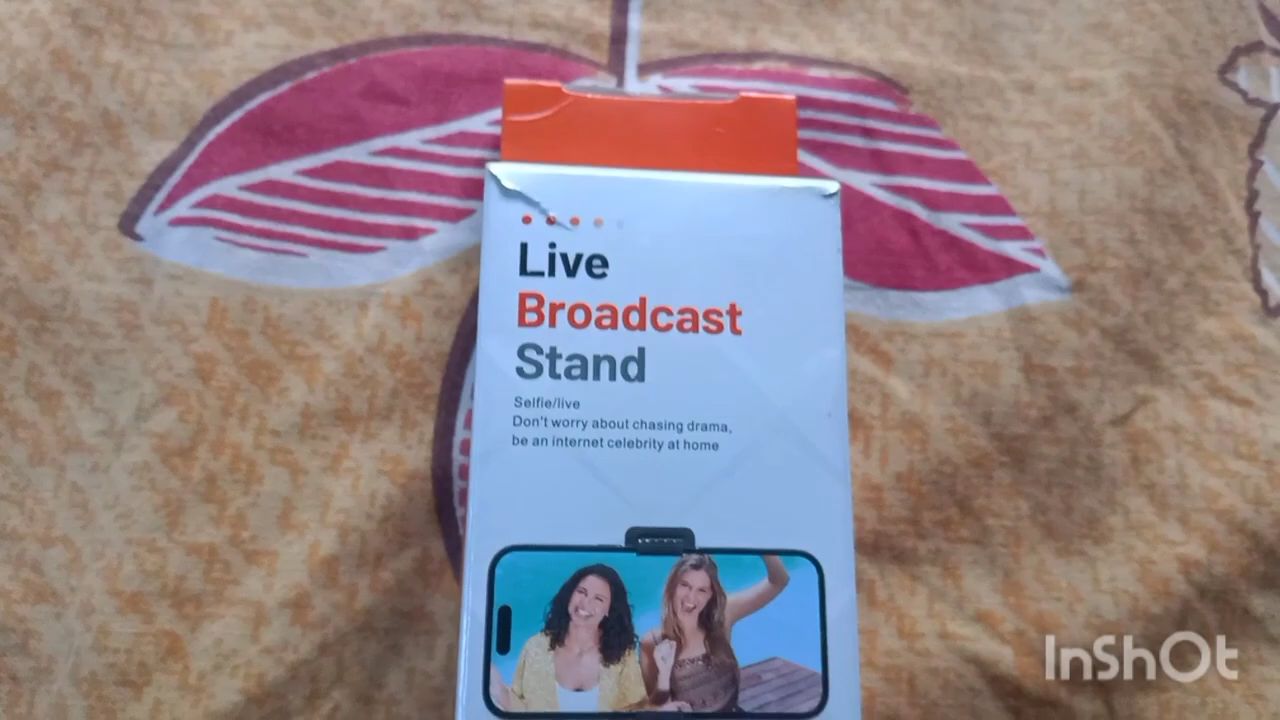 Live
Broadcast
Stand
Selfie/live
Don't worry about chasing drama,
be an internet celebrity at home
InShOt